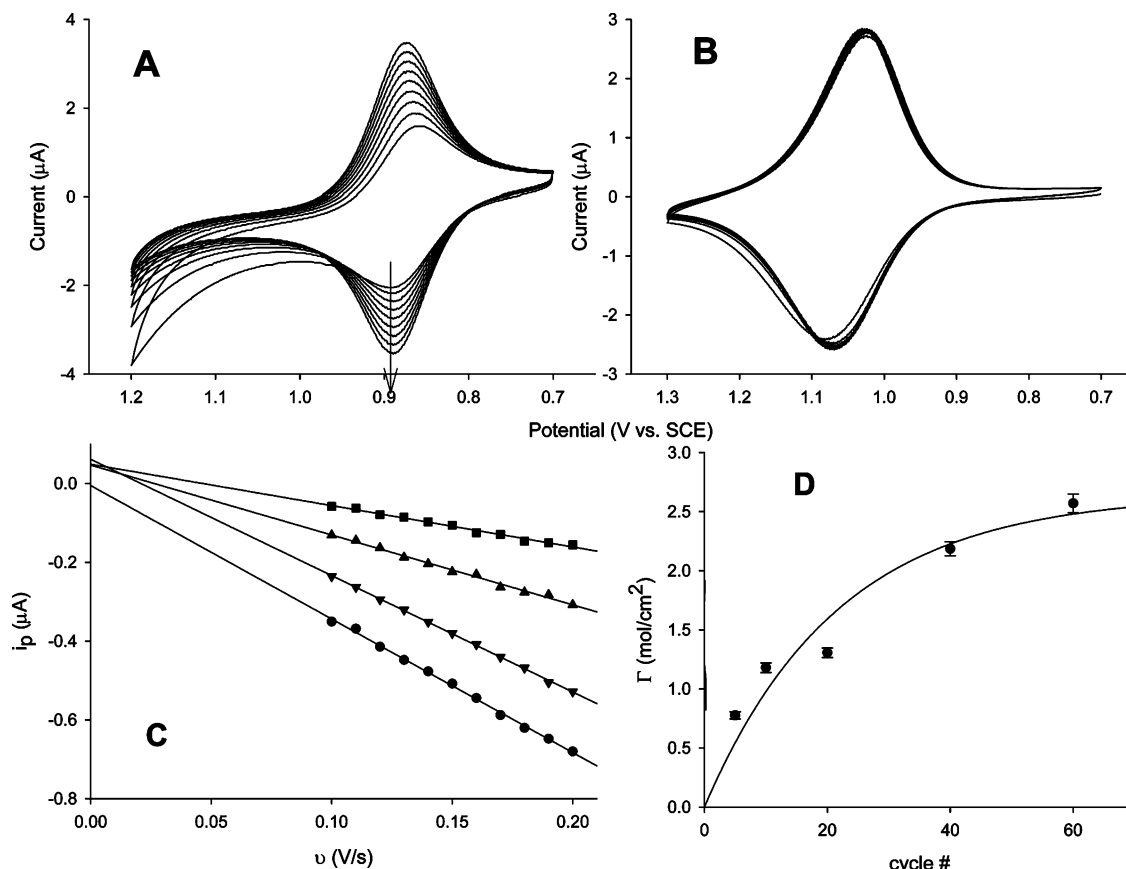 A
B
4
2
0
-2
-4
Current (µA)
1.2 1.1 1.0 0.9 0.8 0.7
3
2
1
0
-1
-2
-3
Current (µA)
1.3 1.2 1.1 1.0 0.9 0.8 0.7
Potential (V vs. SCE)
C
0.0
-0.2
-0.4
-0.6
-0.8
i_p (µA)
0.00 0.05 0.10 0.15 0.20
υ (V/s)
D
3.0
2.5
2.0
1.5
1.0
0.5
0.0
Γ (mol/cm²)
0 20 40 60
cycle #